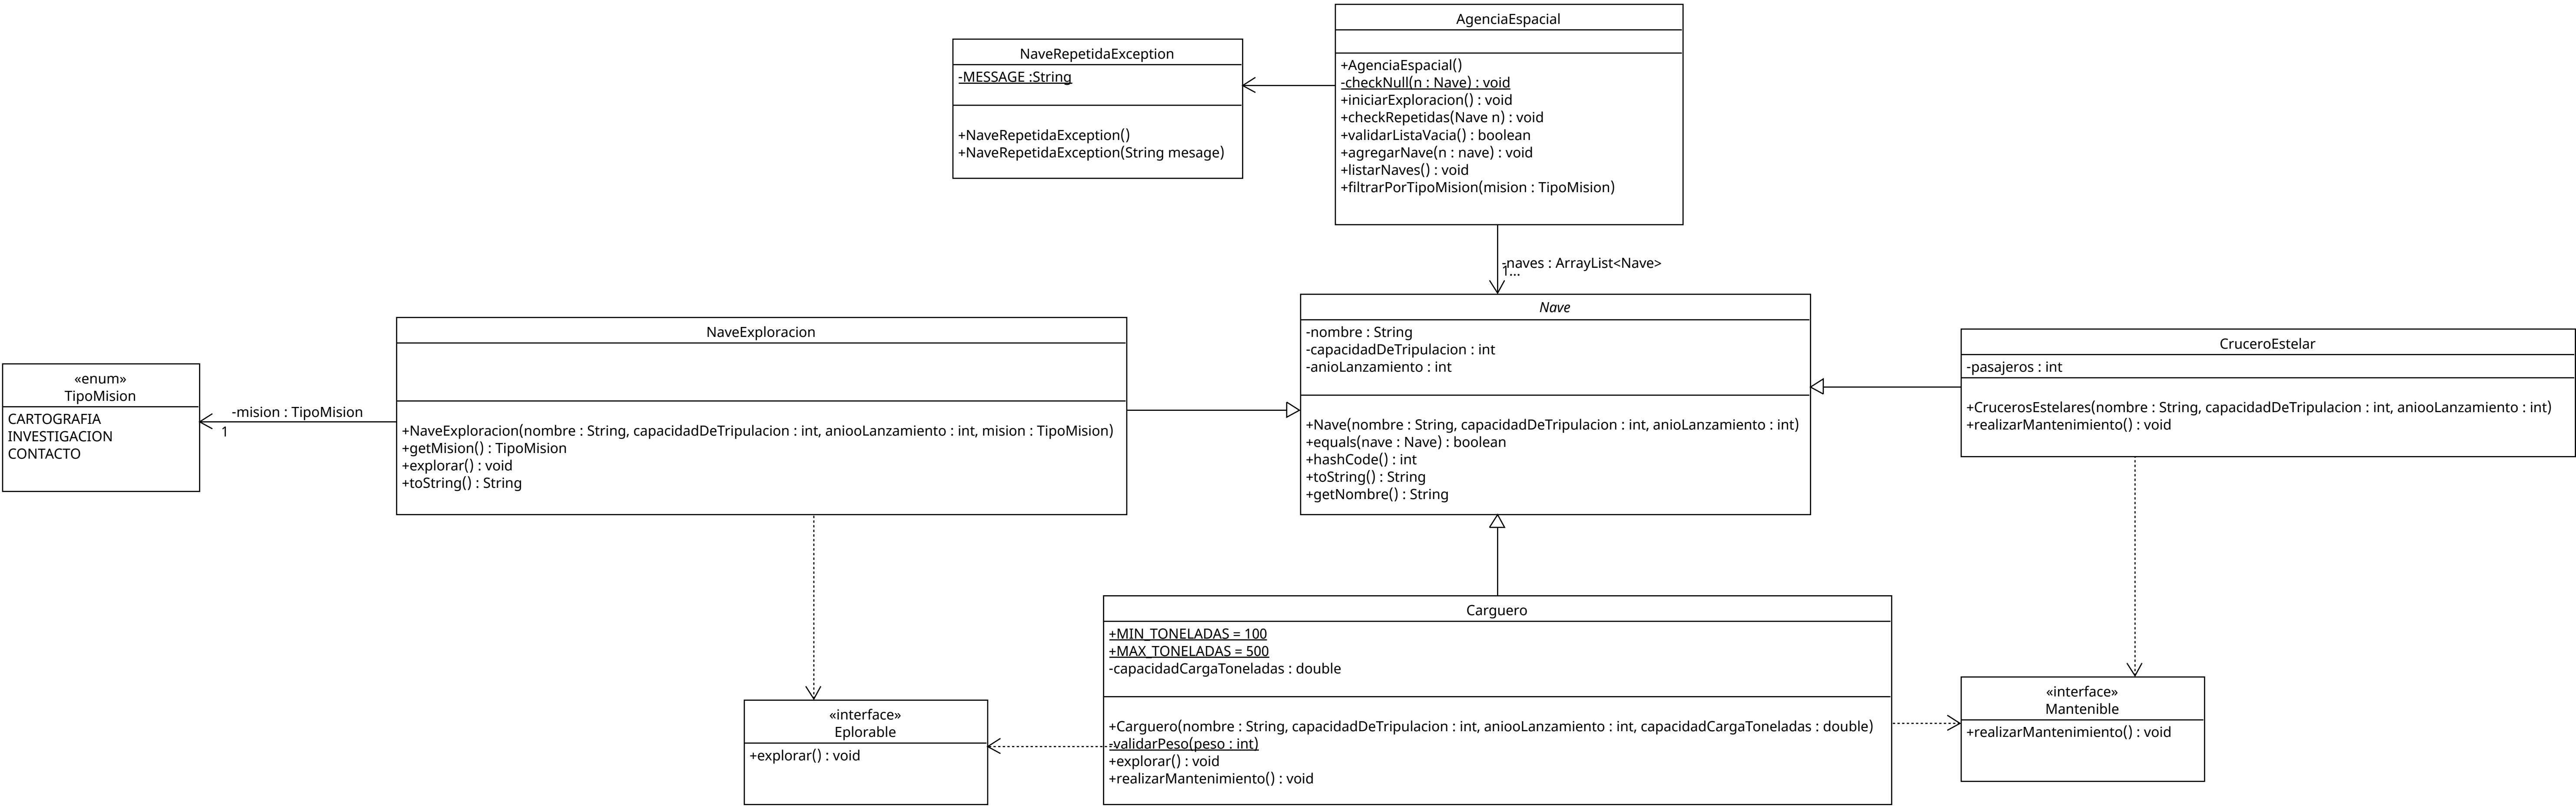 AgenciaEspacial
+AgenciaEspacial()
-checkNull(n : Nave) : void
+iniciarExploracion() : void
+checkRepetidas(Nave n) : void
+validarListaVacia() : boolean
+agregarNave(n : nave) : void
+listarNaves() : void
+filtrarPorTipoMision(mision : TipoMision)
NaveRepetidaException
-MESSAGE :String
+NaveRepetidaException()
+NaveRepetidaException(String mesage)
-naves : ArrayList<Nave>
1...
Nave
-nombre : String
-capacidadDeTripulacion : int
-anioLanzamiento : int
+Nave(nombre : String, capacidadDeTripulacion : int, anioLanzamiento : int)
+equals(nave : Nave) : boolean
+hashCode() : int
+toString() : String
+getNombre() : String
NaveExploracion
+NaveExploracion(nombre : String, capacidadDeTripulacion : int, aniooLanzamiento : int, mision : TipoMision)
+getMision() : TipoMision
+explorar() : void
+toString() : String
-mision : TipoMision
1
«enum»
TipoMision
CARTOGRAFIA
INVESTIGACION
CONTACTO
CruceroEstelar
-pasajeros : int
+CrucerosEstelares(nombre : String, capacidadDeTripulacion : int, aniooLanzamiento : int)
+realizarMantenimiento() : void
Carguero
+MIN_TONELADAS = 100
+MAX_TONELADAS = 500
-capacidadCargaToneladas : double
+Carguero(nombre : String, capacidadDeTripulacion : int, aniooLanzamiento : int, capacidadCargaToneladas : double)
-validarPeso(peso : int)
+explorar() : void
+realizarMantenimiento() : void
«interface»
Eplorable
+explorar() : void
«interface»
Mantenible
+realizarMantenimiento() : void